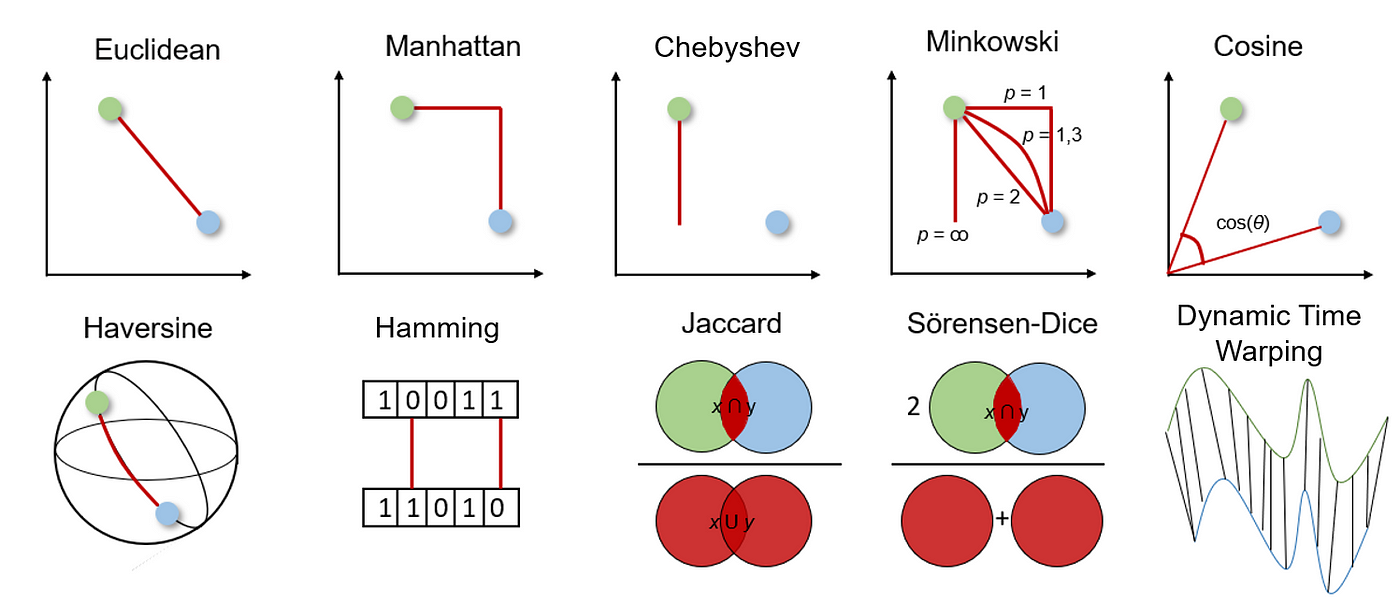 Euclidean
Manhattan
Chebyshev
Minkowski
Cosine
p = 1
p = 1,3
p = 2
p = ∞
cos(θ)
Haversine
Hamming
Jaccard
Sörensen-Dice
Dynamic Time
Warping
1 0 0 1 1
1 1 0 1 0
x ∩ y
x ∪ y
2
x ∩ y
+